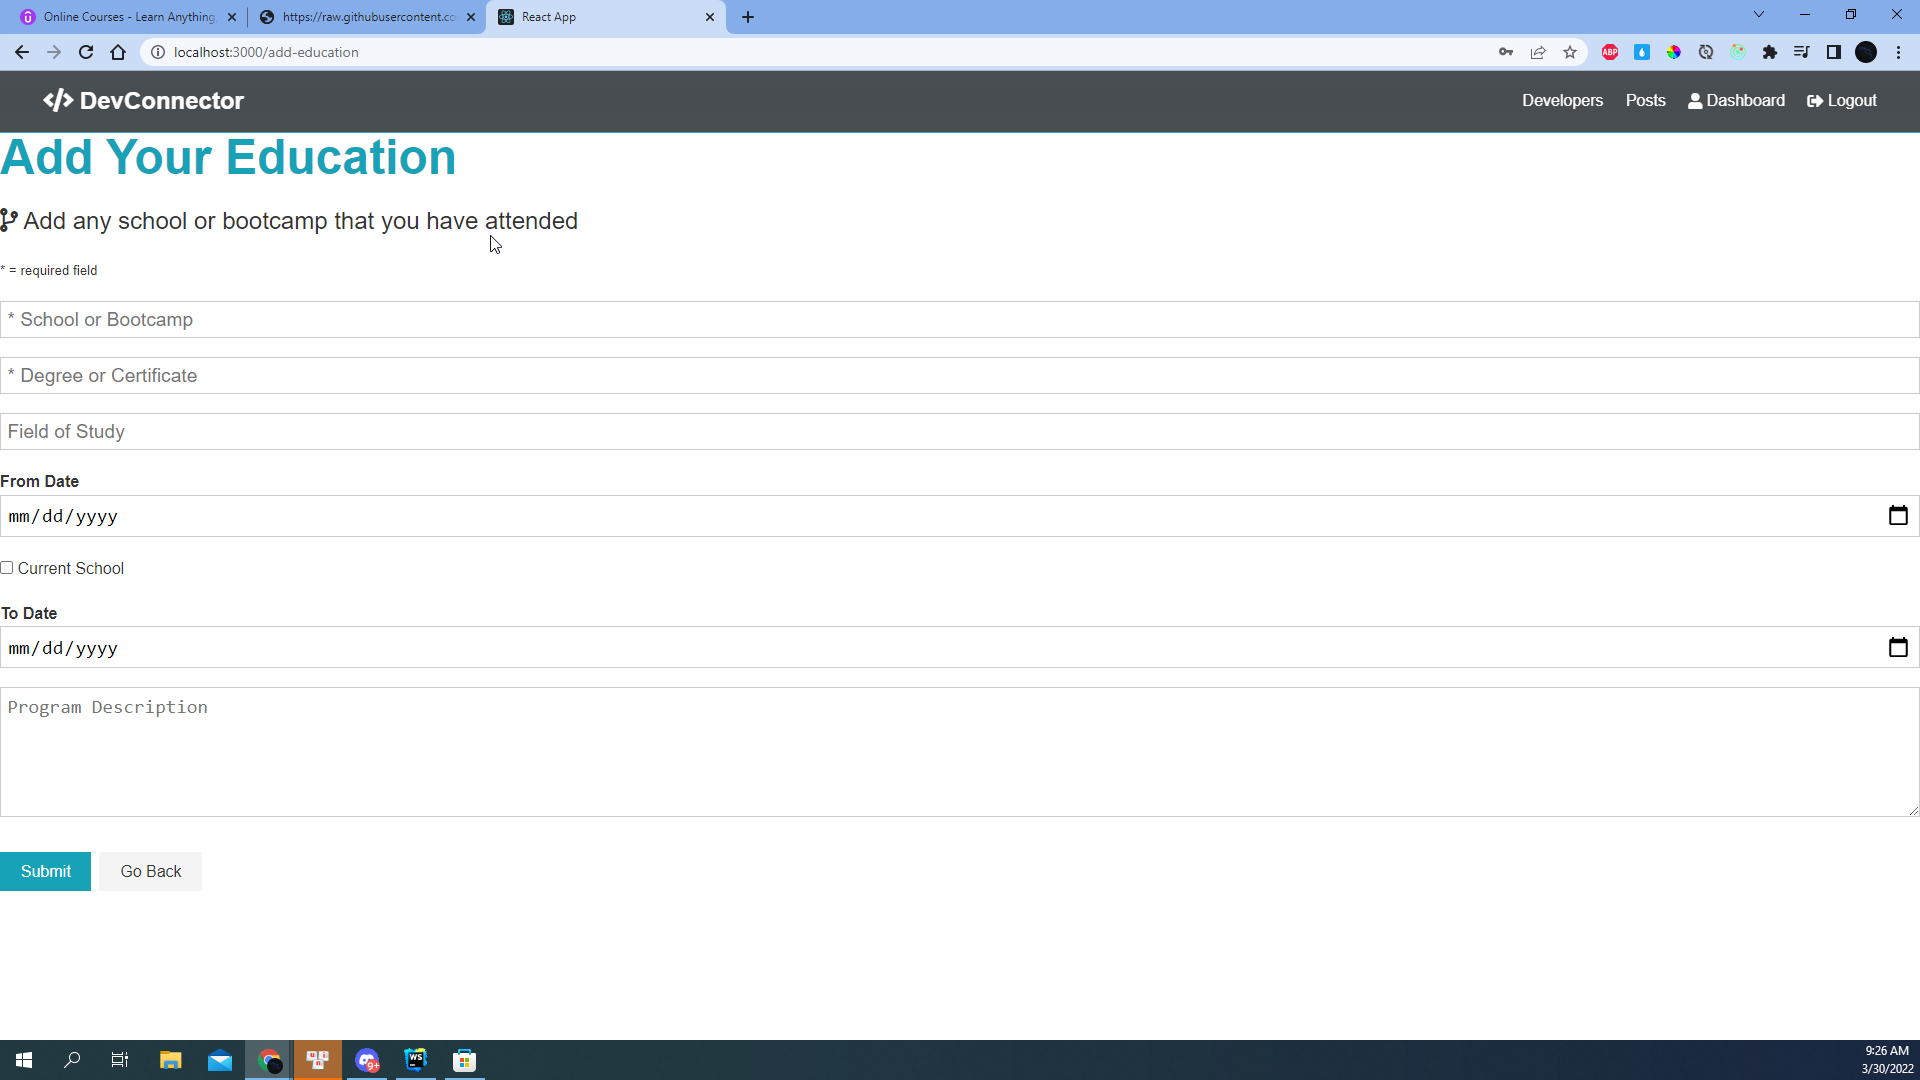 Online Courses - Learn Anything,
https://raw.githubusercontent.co
React App
localhost:3000/add-education
ABP
DevConnector
Developers
Posts
Dashboard
Logout
Add Your Education
Add any school or bootcamp that you have attended
* = required field
* School or Bootcamp
* Degree or Certificate
Field of Study
From Date
mm/dd/yyyy
Current School
To Date
mm/dd/yyyy
Program Description
Submit
Go Back
9+
WS
9:26 AM
3/30/2022